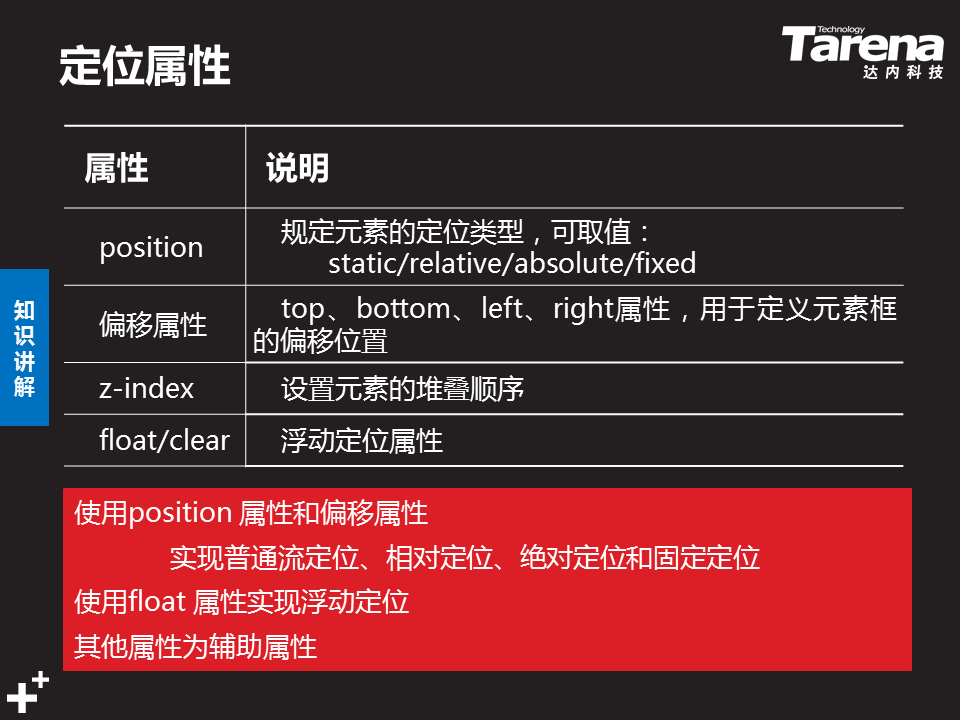 定位属性
Technology
Tarena
达内科技
属性
说明
position
规定元素的定位类型，可取值：
static/relative/absolute/fixed
偏移属性
top、bottom、left、right属性，用于定义元素框
的偏移位置
z-index
设置元素的堆叠顺序
float/clear
浮动定位属性
知识讲解
使用position 属性和偏移属性
实现普通流定位、相对定位、绝对定位和固定定位
使用float 属性实现浮动定位
其他属性为辅助属性